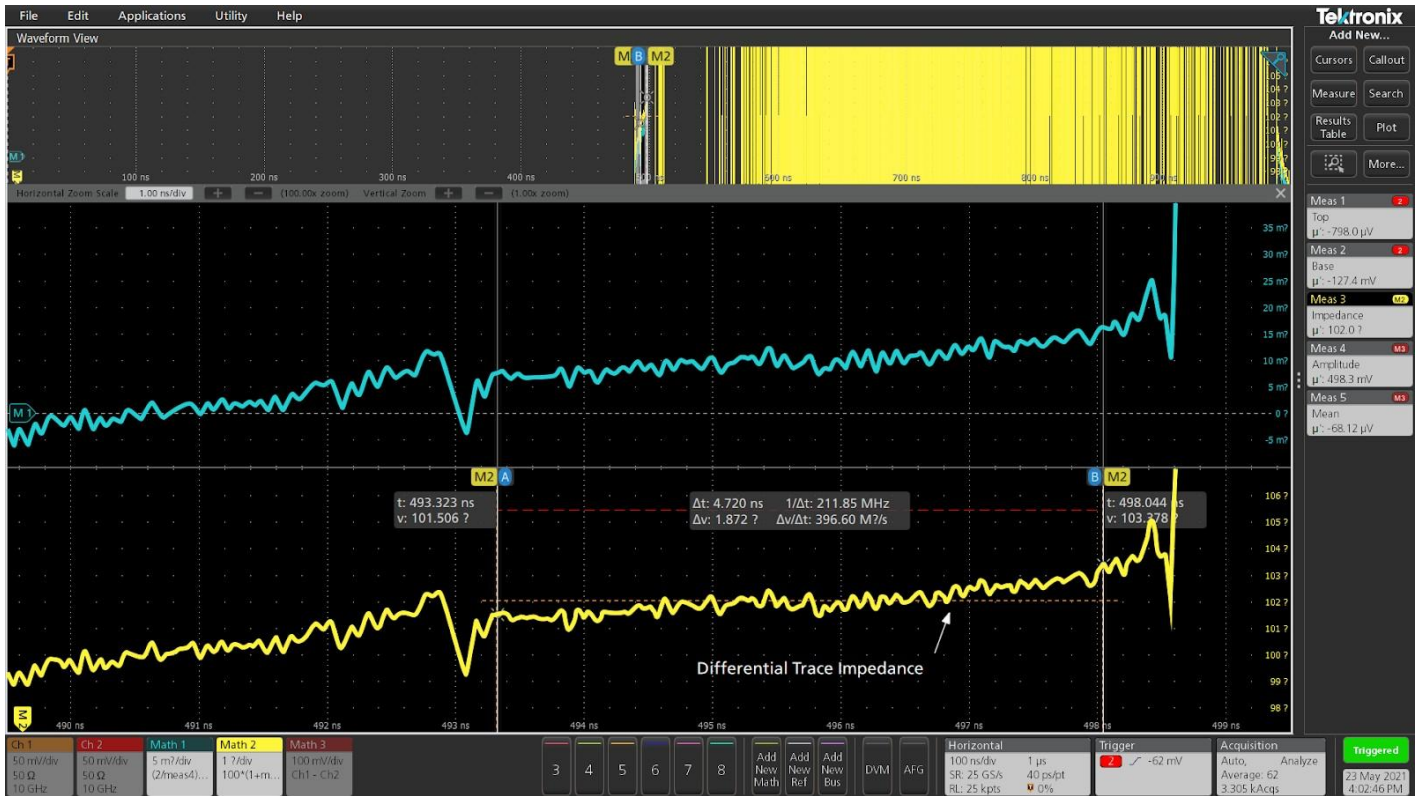 File Edit Applications Utility Help
Tektronix
Waveform View
Add New...
M B M2
Cursors Callout
Measure Search
Results Table Plot
More...
M1
100 ns 200 ns 300 ns 400 ns 700 ns 800 ns
Horizontal Zoom Scale 1.00 ns/div + - (100.00x zoom) Vertical Zoom + - (1.00x zoom)
35 m?
30 m?
25 m?
20 m?
15 m?
10 m?
5 m?
0 ?
-5 m?
M 1
Meas 1 2
Top
µ': -798.0 µV
Meas 2 2
Base
µ': -127.4 mV
Meas 3 M2
Impedance
µ': 102.0 ?
Meas 4 M3
Amplitude
µ': 498.3 mV
Meas 5 M3
Mean
µ': -68.12 µV
M2 A
B M2
t: 493.323 ns
v: 101.506 ?
Δt: 4.720 ns 1/Δt: 211.85 MHz
Δv: 1.872 ? Δv/Δt: 396.60 M?/s
t: 498.044 ns
v: 103.378 ?
106 ?
105 ?
104 ?
103 ?
102 ?
101 ?
100 ?
99 ?
98 ?
Differential Trace Impedance
M 2
490 ns 491 ns 492 ns 493 ns 494 ns 495 ns 496 ns 497 ns 498 ns 499 ns
Ch 1
50 mV/div
50 Ω
10 GHz
Ch 2
50 mV/div
50 Ω
10 GHz
Math 1
5 m?/div
(2/meas4)...
Math 2
1 ?/div
100*(1+m...
Math 3
100 mV/div
Ch1 - Ch2
3 4 5 6 7 8
Add New Math
Add New Ref
Add New Bus
DVM
AFG
Horizontal
100 ns/div 1 µs
SR: 25 GS/s 40 ps/pt
RL: 25 kpts 0%
Trigger
2 -62 mV
Acquisition
Auto, Analyze
Average: 62
3.305 kAcqs
Triggered
23 May 2021
4:02:46 PM